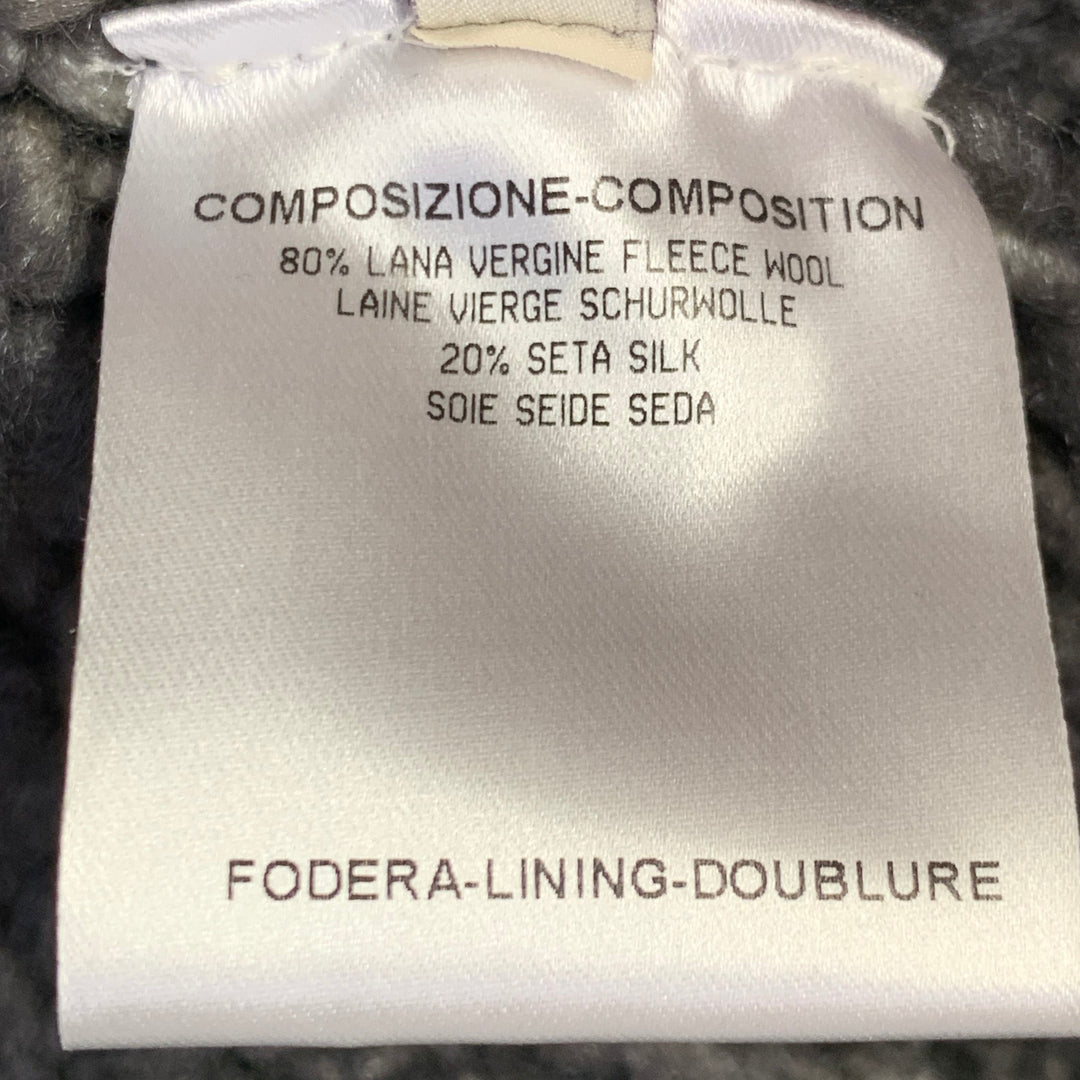 COMPOSIZIONE-COMPOSITION
80% LANA VERGINE FLEECE WOOL
LAINE VIERGE SCHURWOLLE
20% SETA SILK
SOIE SEIDE SEDA
FODERA-LINING-DOUBLURE